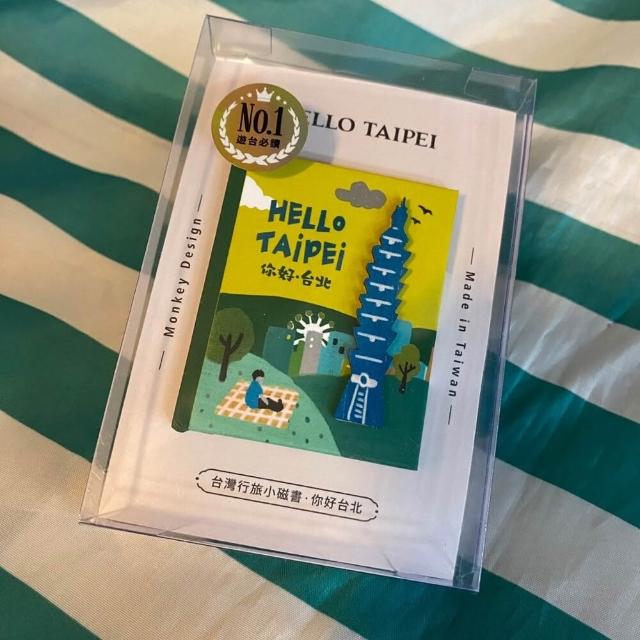 No.1
遊台必讀
HELLO TAIPEI
HELLO
TAIPEI
你好·台北
Monkey Design
Made in Taiwan
台灣行旅小磁書·你好台北